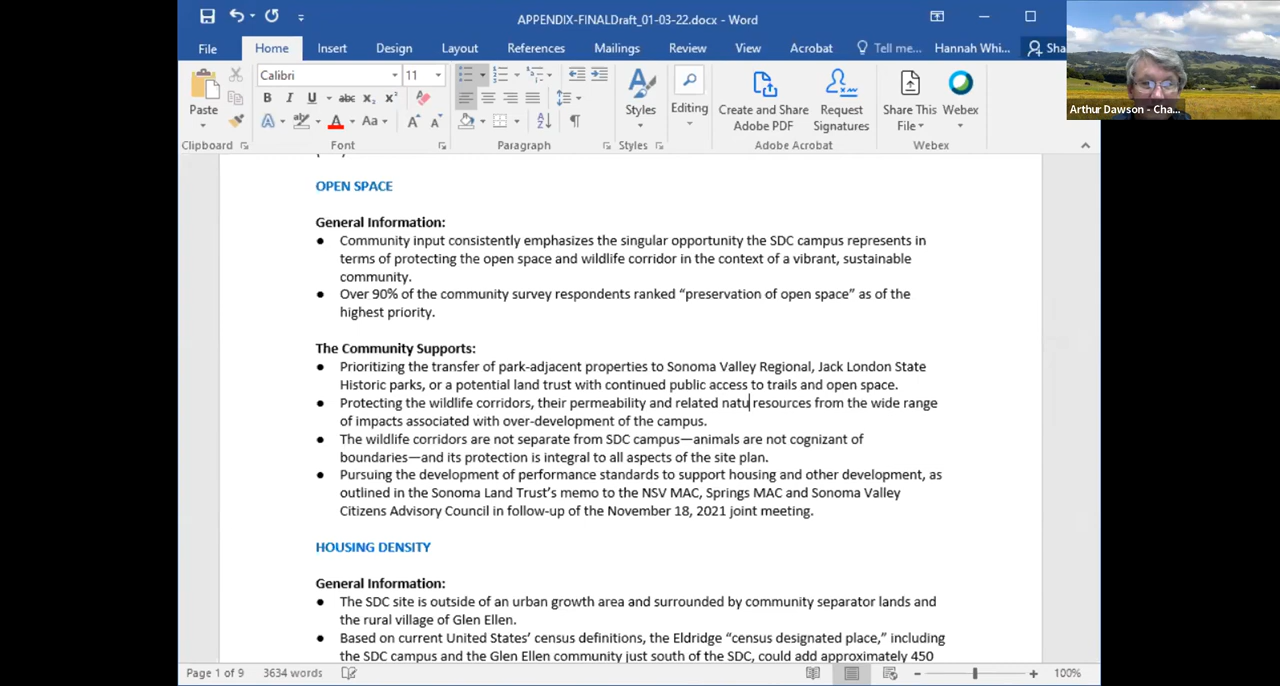 APPENDIX-FINALDraft_01-03-22.docx - Word
File Home Insert Design Layout References Mailings Review View Acrobat Tell me... Hannah Whi... Sha
Arthur Dawson - Cha...
Calibri 11
Paste
B I U abc X₂ X²
A Aa A A
Styles
Editing
Create and Share
Adobe PDF
Request
Signatures
Share This
File
Webex
Clipboard Font Paragraph Styles Adobe Acrobat Webex
OPEN SPACE
General Information:
● Community input consistently emphasizes the singular opportunity the SDC campus represents in
terms of protecting the open space and wildlife corridor in the context of a vibrant, sustainable
community.
● Over 90% of the community survey respondents ranked “preservation of open space” as of the
highest priority.
The Community Supports:
● Prioritizing the transfer of park-adjacent properties to Sonoma Valley Regional, Jack London State
Historic parks, or a potential land trust with continued public access to trails and open space.
● Protecting the wildlife corridors, their permeability and related natu resources from the wide range
of impacts associated with over-development of the campus.
● The wildlife corridors are not separate from SDC campus—animals are not cognizant of
boundaries—and its protection is integral to all aspects of the site plan.
● Pursuing the development of performance standards to support housing and other development, as
outlined in the Sonoma Land Trust’s memo to the NSV MAC, Springs MAC and Sonoma Valley
Citizens Advisory Council in follow-up of the November 18, 2021 joint meeting.
HOUSING DENSITY
General Information:
● The SDC site is outside of an urban growth area and surrounded by community separator lands and
the rural village of Glen Ellen.
● Based on current United States’ census definitions, the Eldridge “census designated place,” including
the SDC campus and the Glen Ellen community just south of the SDC, could add approximately 450
Page 1 of 9 3634 words 100%